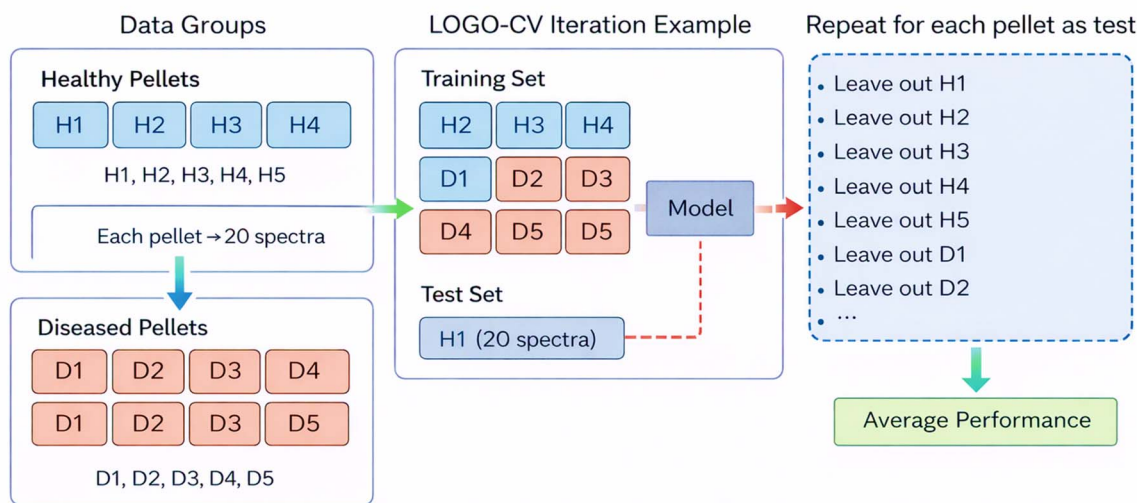 Data Groups
Healthy Pellets
H1 H2 H3 H4
H1, H2, H3, H4, H5
Each pellet → 20 spectra
Diseased Pellets
D1 D2 D3 D4
D1 D2 D3 D5
D1, D2, D3, D4, D5
LOGO-CV Iteration Example
Training Set
H2 H3 H4
D1 D2 D3
D4 D5 D5
Model
Test Set
H1 (20 spectra)
Repeat for each pellet as test
• Leave out H1
• Leave out H2
• Leave out H3
• Leave out H4
• Leave out H5
• Leave out D1
• Leave out D2
• ...
Average Performance